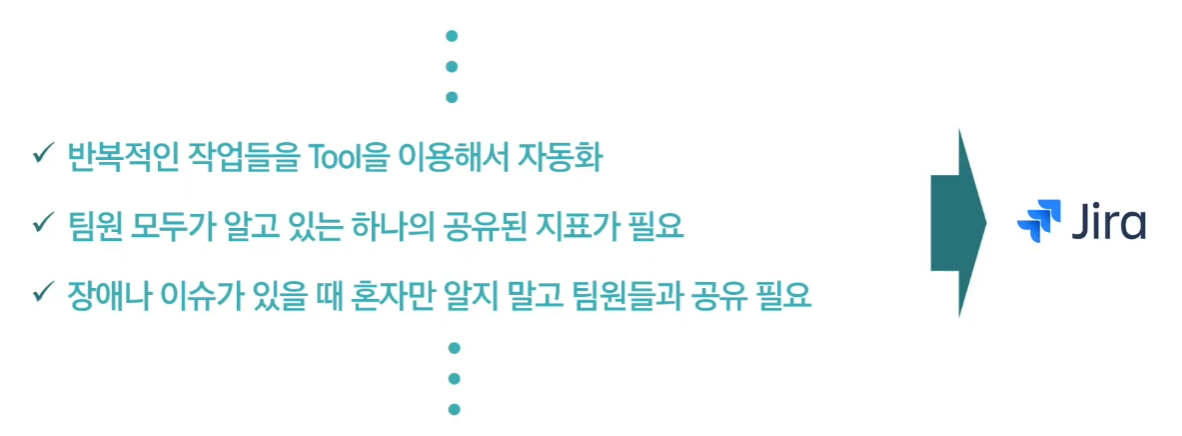 ✓ 반복적인 작업들을 Tool을 이용해서 자동화
✓ 팀원 모두가 알고 있는 하나의 공유된 지표가 필요
Jira
✓ 장애나 이슈가 있을 때 혼자만 알지 말고 팀원들과 공유 필요